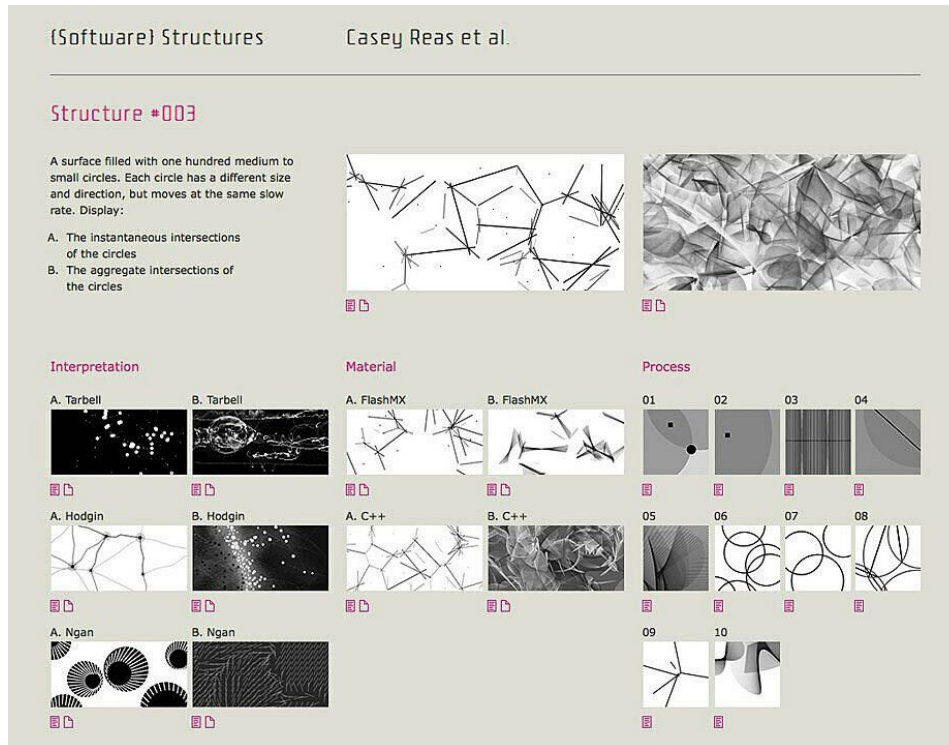 {Software} Structures
Casey Reas et al.
Structure #003
A surface filled with one hundred medium to
small circles. Each circle has a different size
and direction, but moves at the same slow
rate. Display:
A. The instantaneous intersections
of the circles
B. The aggregate intersections of
the circles
Interpretation
A. Tarbell
B. Tarbell
A. Hodgin
B. Hodgin
A. Ngan
B. Ngan
Material
A. FlashMX
B. FlashMX
A. C++
B. C++
Process
01
02
03
04
05
06
07
08
09
10